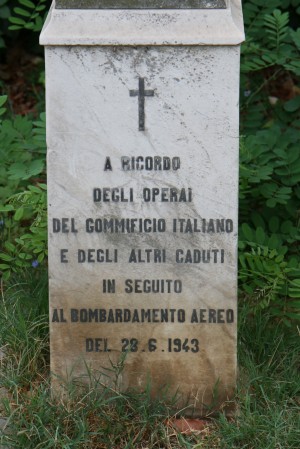 A RICORDO
DEGLI OPERAI
DEL GOMMIFICIO ITALIANO
E DEGLI ALTRI CADUTI
IN SEGUITO
AL BOMBARDAMENTO AEREO
DEL 28.6.1943